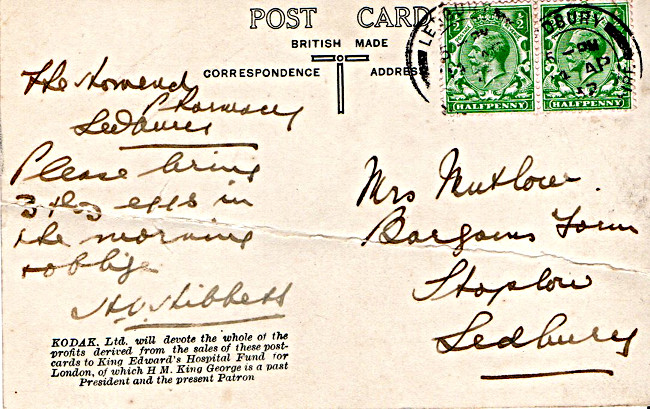 POST CARD
BRITISH MADE
CORRESPONDENCE
ADDRESS
LEDBURY
HALFPENNY
HALFPENNY
The Homend
Pharmacy
Ledbury
Please bring
3 doz eggs in
the morning
& oblige
Mrs Mutlow
Bargains Farm
Staplow
Ledbury
KODAK, Ltd. will devote the whole of the
profits derived from the sales of these post-
cards to King Edward's Hospital Fund for
London, of which H M. King George is a past
President and the present Patron